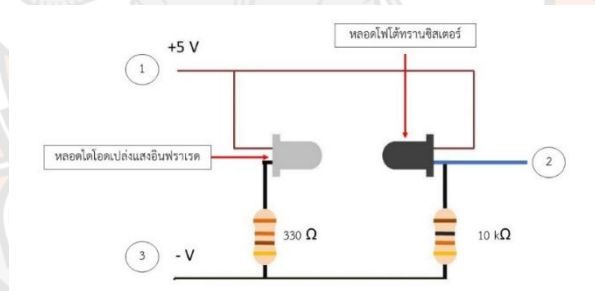 หลอดโฟโต้ทรานซิสเตอร์
+5 V
1
หลอดไดโอดเปล่งแสงอินฟราเรด
2
330 Ω
10 kΩ
3
- V